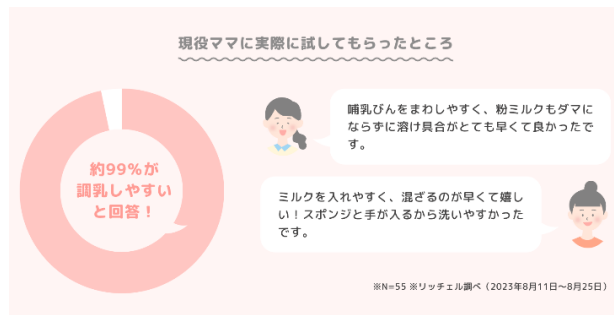 現役ママに実際に試してもらったところ
約99%が
調乳しやすい
と回答！
哺乳びんをまわしやすく、粉ミルクもダマに
ならずに溶け具合がとても早くて良かったで
す。
ミルクを入れやすく、混ざるのが早くて嬉し
い！スポンジと手が入るから洗いやすかった
です。
※N=55 ※リッチェル調べ（2023年8月11日〜8月25日）